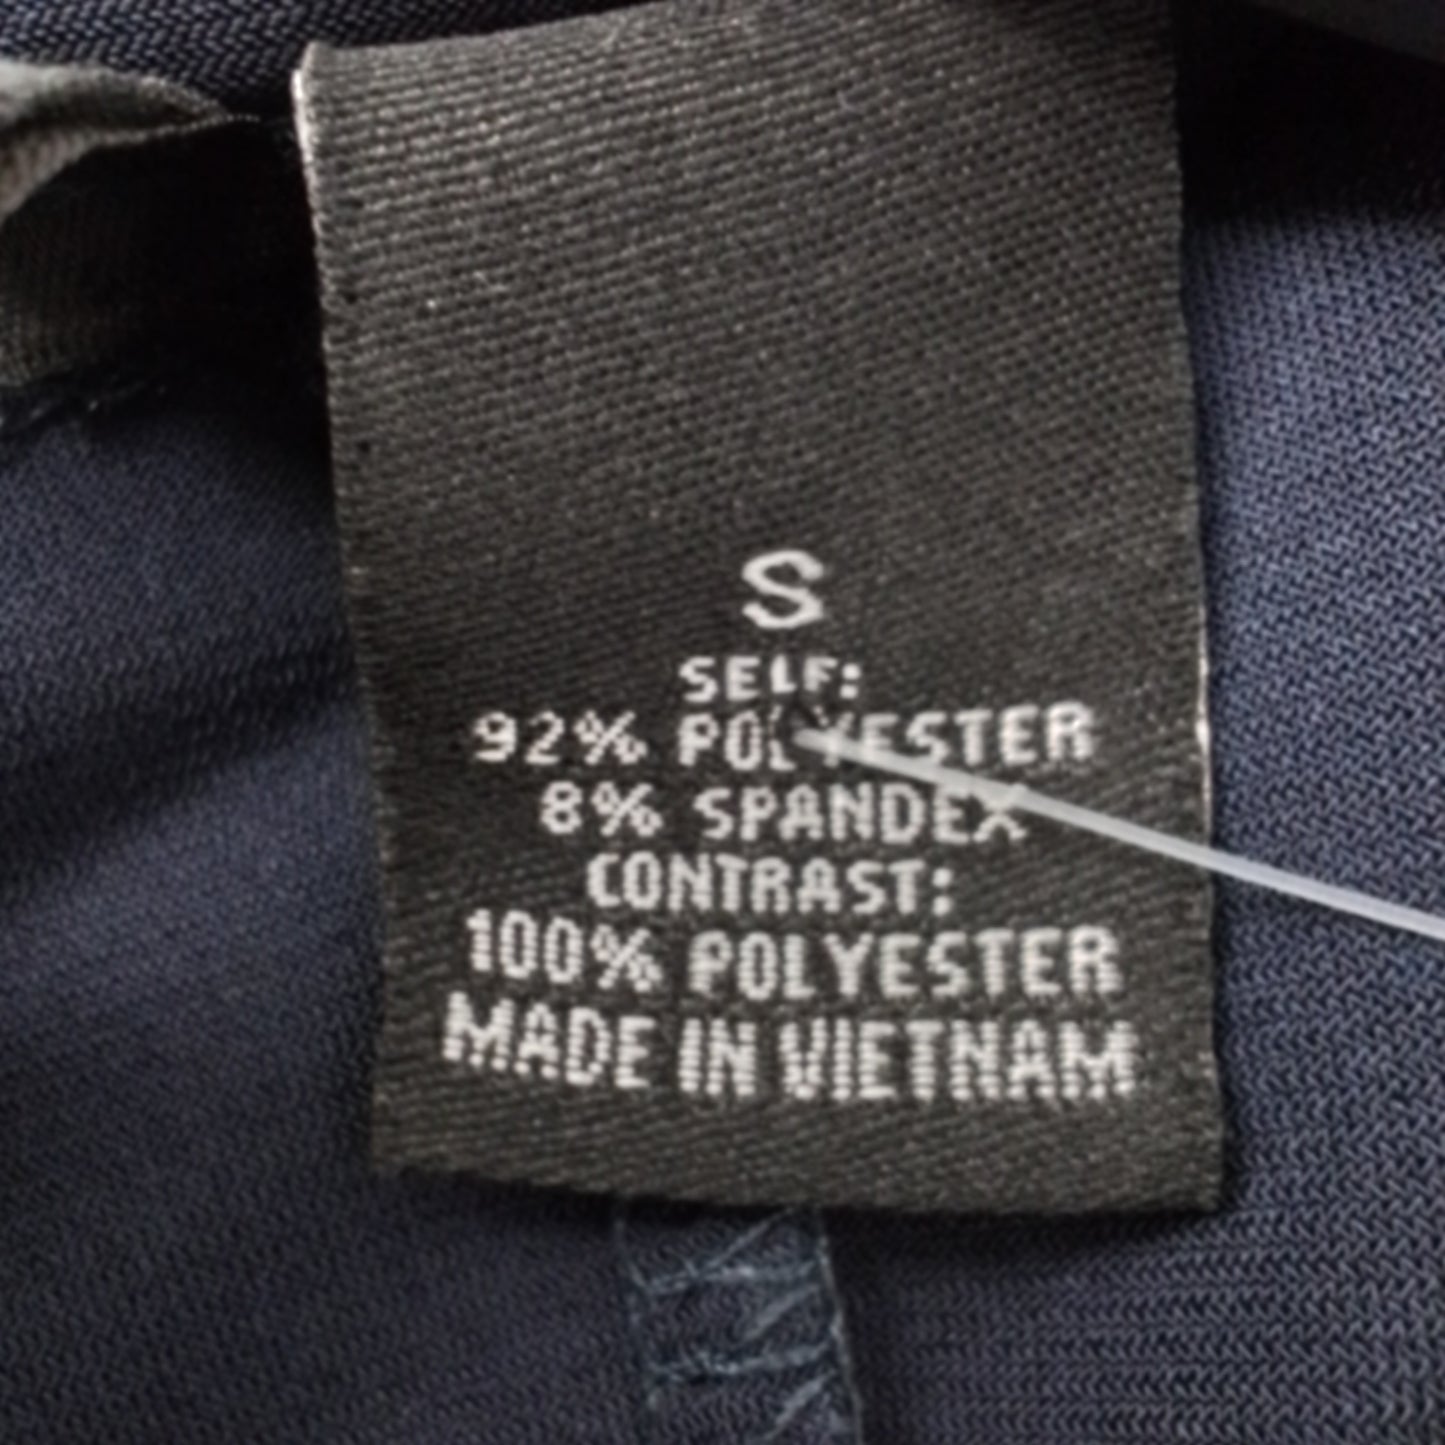 S
SELF:
92% POLYESTER
8% SPANDEX
CONTRAST:
100% POLYESTER
MADE IN VIETNAM